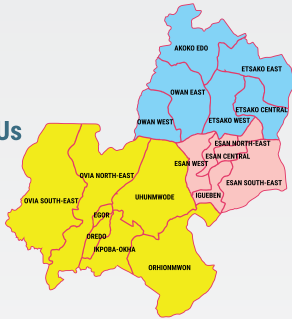 Us
AKOKO EDO
ETSAKO EAST
OWAN EAST
ETSAKO CENTRAL
ETSAKO WEST
OWAN WEST
ESAN NORTH-EAST
ESAN CENTRAL
ESAN WEST
ESAN SOUTH-EAST
IGUEBEN
OVIA NORTH-EAST
UHUNMWODE
OVIA SOUTH-EAST
EGOR
OREDO
IKPOBA-OKHA
ORHIONMWON